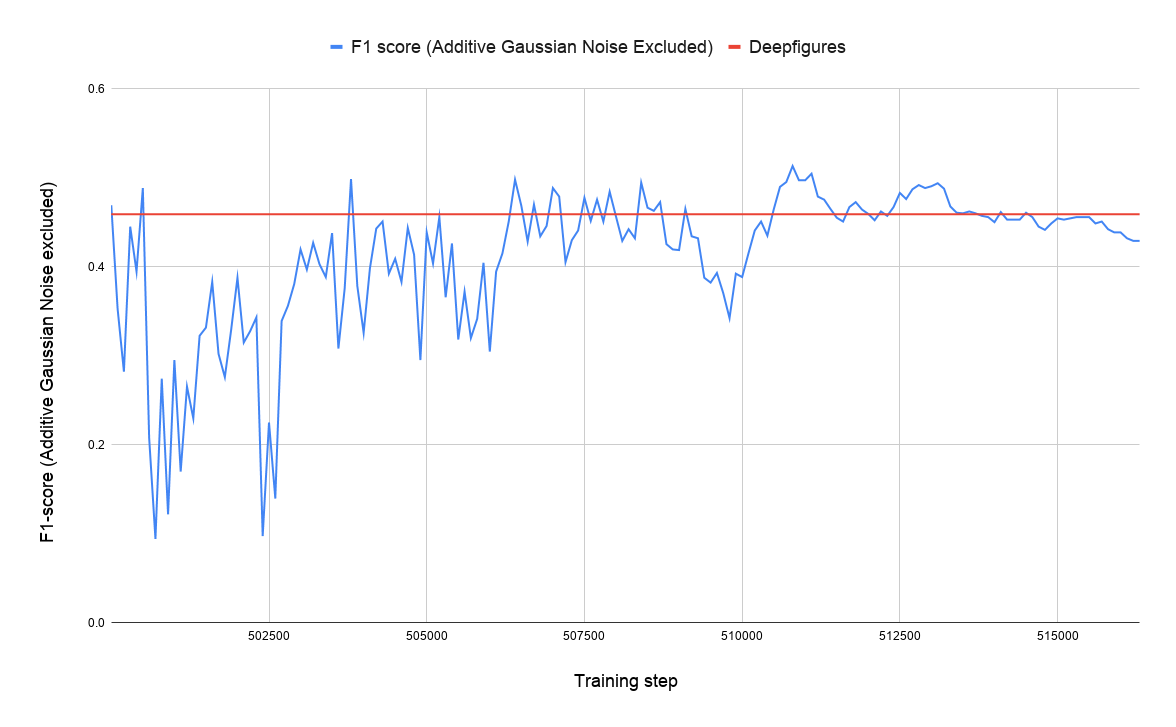 F1 score (Additive Gaussian Noise Excluded) Deepfigures
F1-score (Additive Gaussian Noise excluded)
0.6
0.4
0.2
0.0
502500 505000 507500 510000 512500 515000
Training step